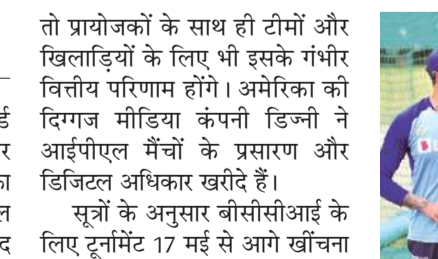 तो प्रायोजकों के साथ ही टीमों और
खिलाड़ियों के लिए भी इसके गंभीर
वित्तीय परिणाम होंगे। अमेरिका की
दिग्गज मीडिया कंपनी डिज्नी ने
आईपीएल मैंचों के प्रसारण और
डिजिटल अधिकार खरीदे हैं।
सूत्रों के अनुसार बीसीसीआई के
लिए टूर्नामेंट 17 मई से आगे खींचना